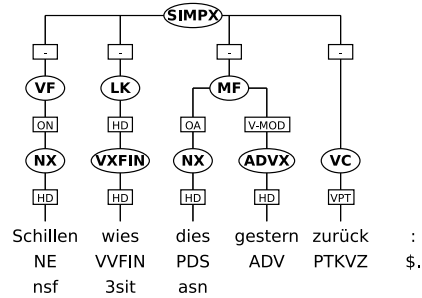 SIMPX
- - - -
VF LK MF
ON HD OA V-MOD
NX VXFIN NX ADVX VC
HD HD HD HD VPT
Schillen wies dies gestern zurück :
NE VVFIN PDS ADV PTKVZ $.
nsf 3sit asn